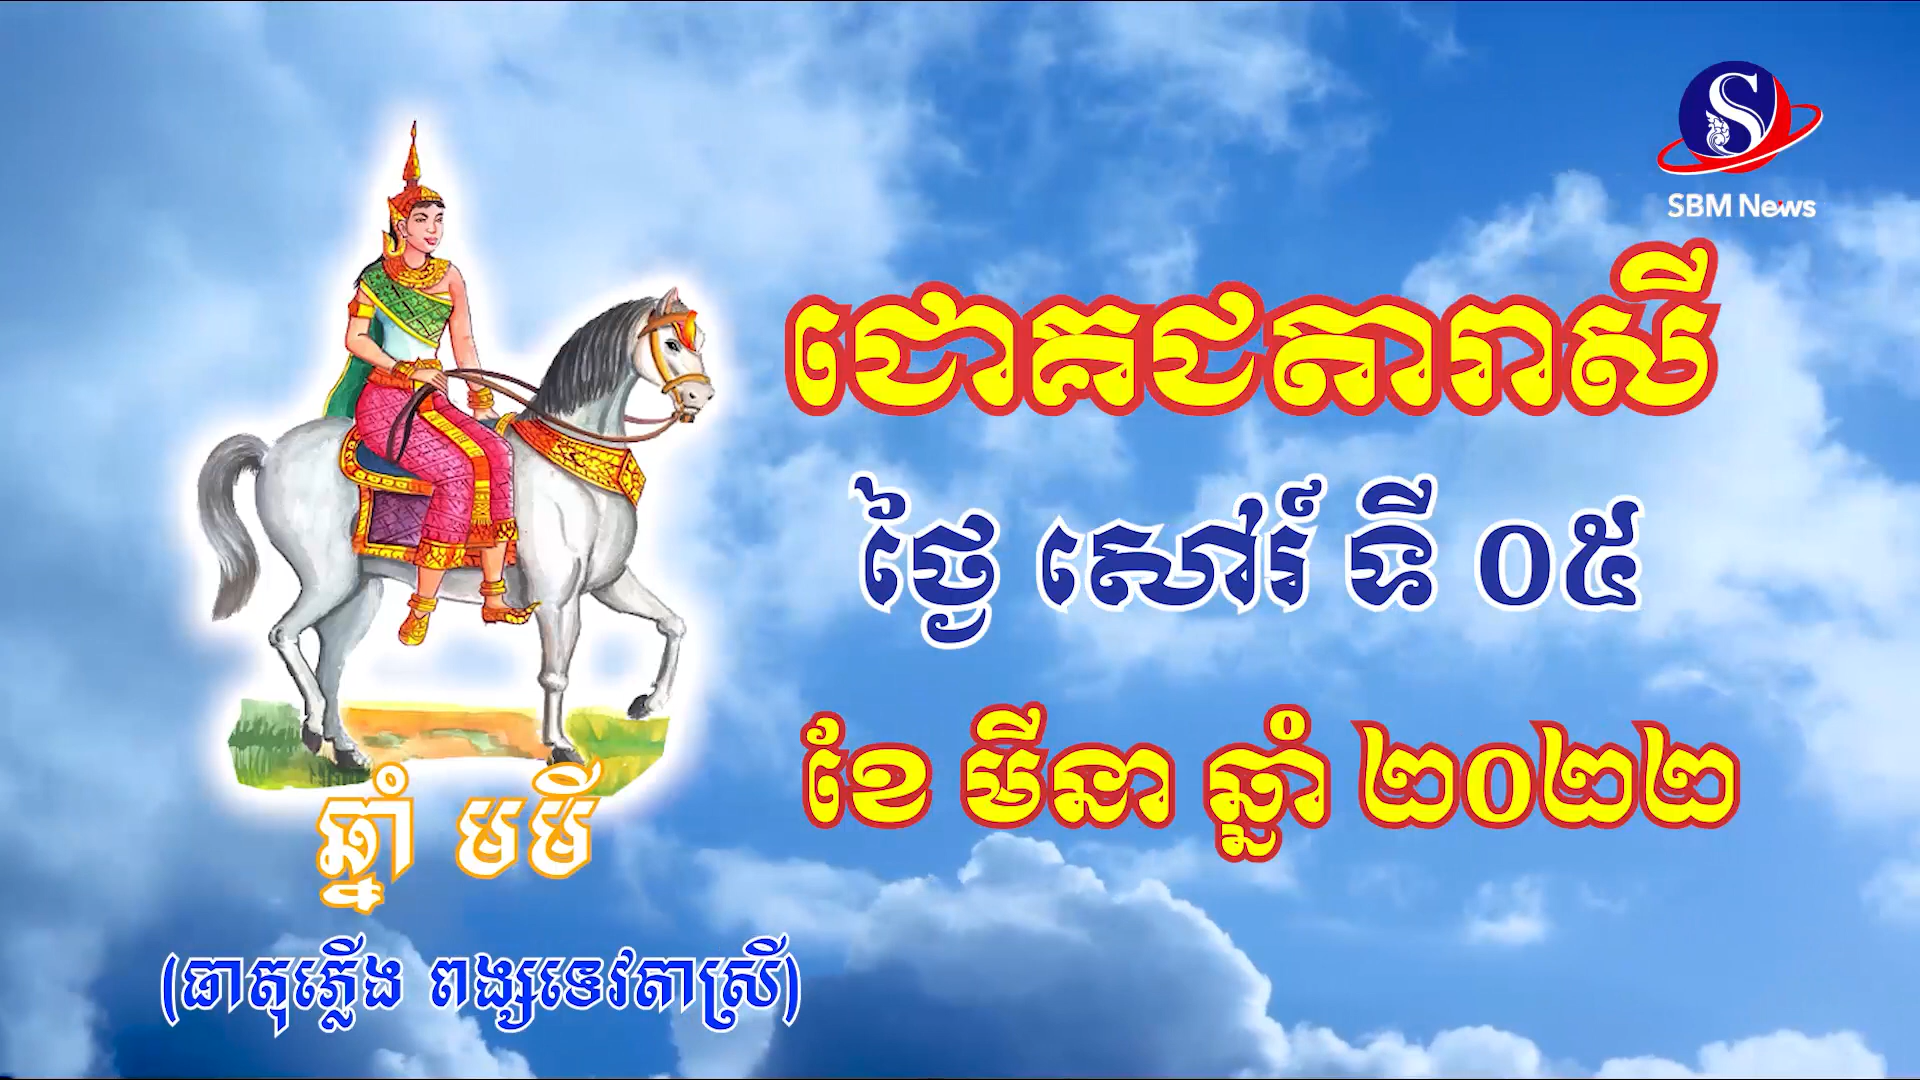 SBM News
ជោគជតារាសី
ថ្ងៃ សៅរ៍ ទី ០៥
ខែ មីនា ឆ្នាំ ២០២២
ឆ្នាំ មមី
(ធាតុភ្លើង ពង្សទេវតាស្រី)